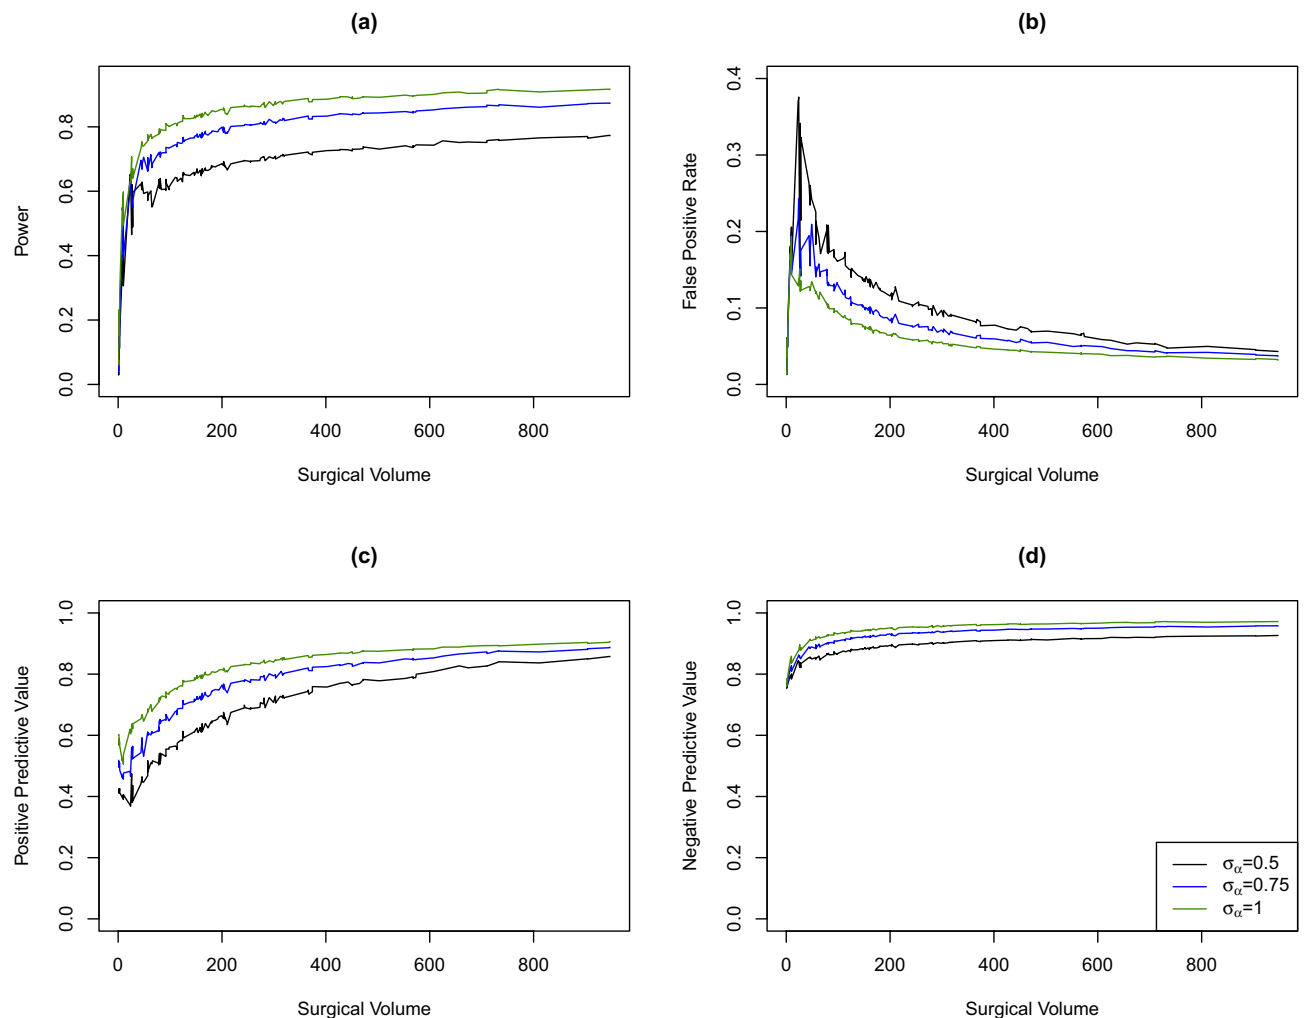 (a)
Power
0.0 0.2 0.4 0.6 0.8
0 200 400 600 800
Surgical Volume
(b)
False Positive Rate
0.0 0.1 0.2 0.3 0.4
0 200 400 600 800
Surgical Volume
(c)
Positive Predictive Value
0.0 0.2 0.4 0.6 0.8 1.0
0 200 400 600 800
Surgical Volume
(d)
Negative Predictive Value
0.0 0.2 0.4 0.6 0.8 1.0
0 200 400 600 800
Surgical Volume
σα=0.5
σα=0.75
σα=1